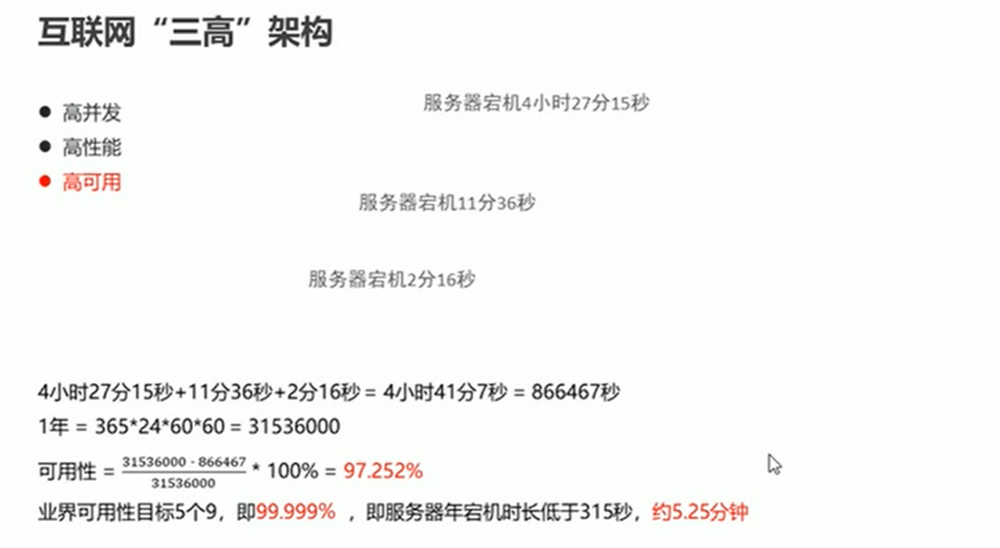 互联网“三高”架构
● 高并发
● 高性能
● 高可用
服务器宕机4小时27分15秒
服务器宕机11分36秒
服务器宕机2分16秒
4小时27分15秒+11分36秒+2分16秒 = 4小时41分7秒 = 866467秒
1年 = 365*24*60*60 = 31536000
可用性 = (31536000 - 866467)/31536000 * 100% = 97.252%
业界可用性目标5个9，即99.999% ，即服务器年宕机时长低于315秒，约5.25分钟